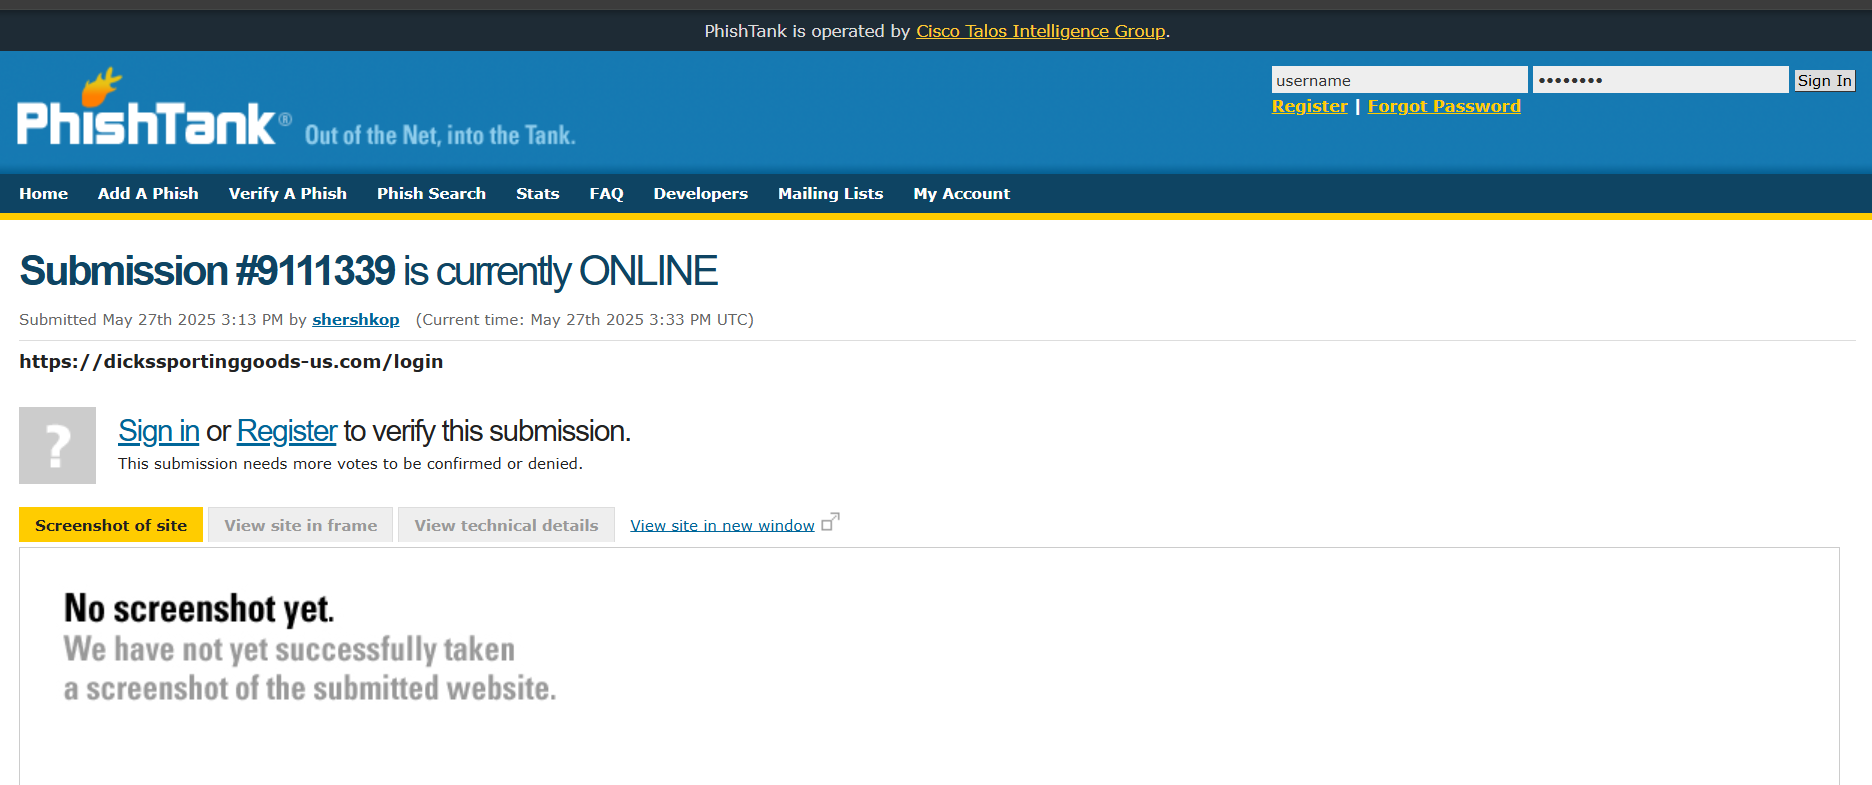 PhishTank is operated by Cisco Talos Intelligence Group.
username •••••••• Sign In
Register | Forgot Password
PhishTank® Out of the Net, into the Tank.
Home Add A Phish Verify A Phish Phish Search Stats FAQ Developers Mailing Lists My Account
Submission #9111339 is currently ONLINE
Submitted May 27th 2025 3:13 PM by shershkop (Current time: May 27th 2025 3:33 PM UTC)
https://dickssportinggoods-us.com/login
?
Sign in or Register to verify this submission.
This submission needs more votes to be confirmed or denied.
Screenshot of site View site in frame View technical details View site in new window
No screenshot yet.
We have not yet successfully taken
a screenshot of the submitted website.